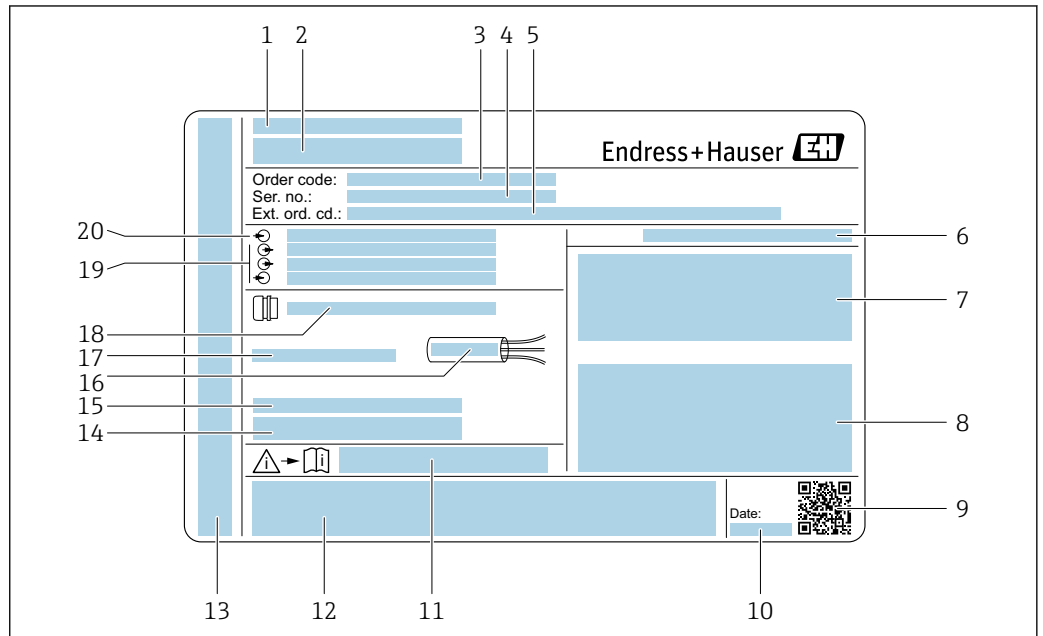 1 2 3 4 5
Endress+Hauser EH
Order code:
Ser. no.:
Ext. ord. cd.:
20
6
19
i
7
18
17
16
15
8
14
i i
9
Date:
13 12 11 10